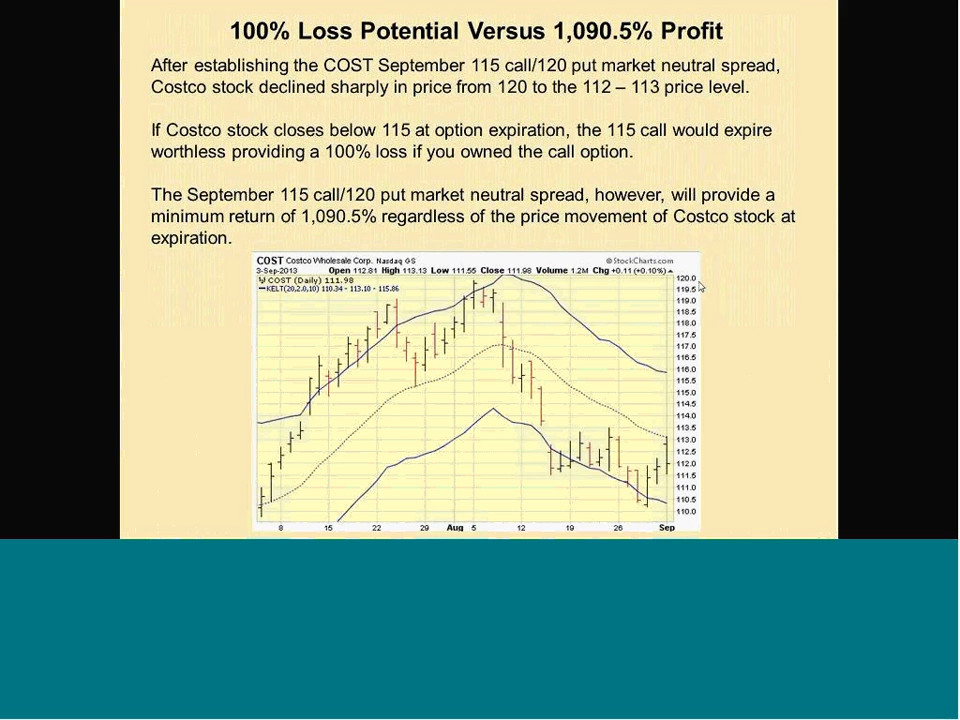 100% Loss Potential Versus 1,090.5% Profit
After establishing the COST September 115 call/120 put market neutral spread,
Costco stock declined sharply in price from 120 to the 112 – 113 price level.
If Costco stock closes below 115 at option expiration, the 115 call would expire
worthless providing a 100% loss if you owned the call option.
The September 115 call/120 put market neutral spread, however, will provide a
minimum return of 1,090.5% regardless of the price movement of Costco stock at
expiration.
COST Costco Wholesale Corp. Nasdaq GS © StockCharts.com
3-Sep-2013 Open 112.81 High 113.13 Low 111.55 Close 111.98 Volume 1.2M Chg +0.11 (+0.10%)
COST (Daily) 111.98
KELT(20,2.0,10) 110.34 - 113.10 - 115.86
120.0
119.5
119.0
118.5
118.0
117.5
117.0
116.5
116.0
115.5
115.0
114.5
114.0
113.5
113.0
112.5
112.0
111.5
111.0
110.5
110.0
8 15 22 29 Aug 5 12 19 26 Sep